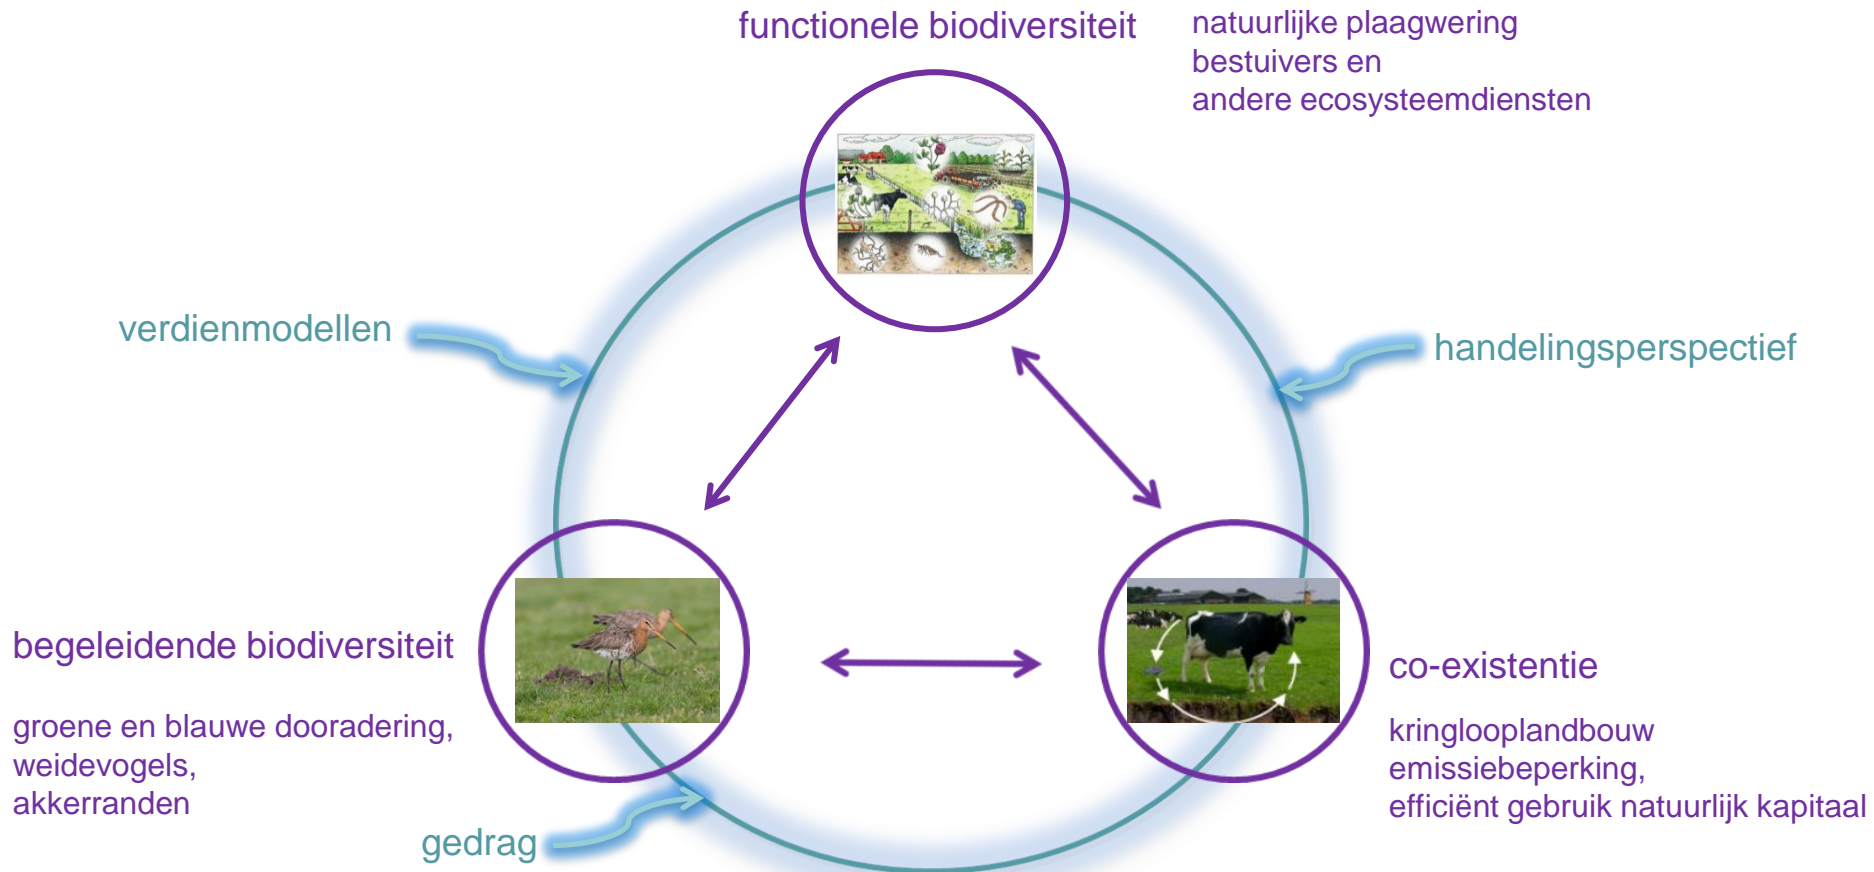 functionele biodiversiteit
natuurlijke plaagwering
bestuivers en
andere ecosysteemdiensten
verdienmodellen
handelingsperspectief
begeleidende biodiversiteit
groene en blauwe dooradering,
weidevogels,
akkerranden
co-existentie
kringlooplandbouw
emissiebeperking,
efficiënt gebruik natuurlijk kapitaal
gedrag